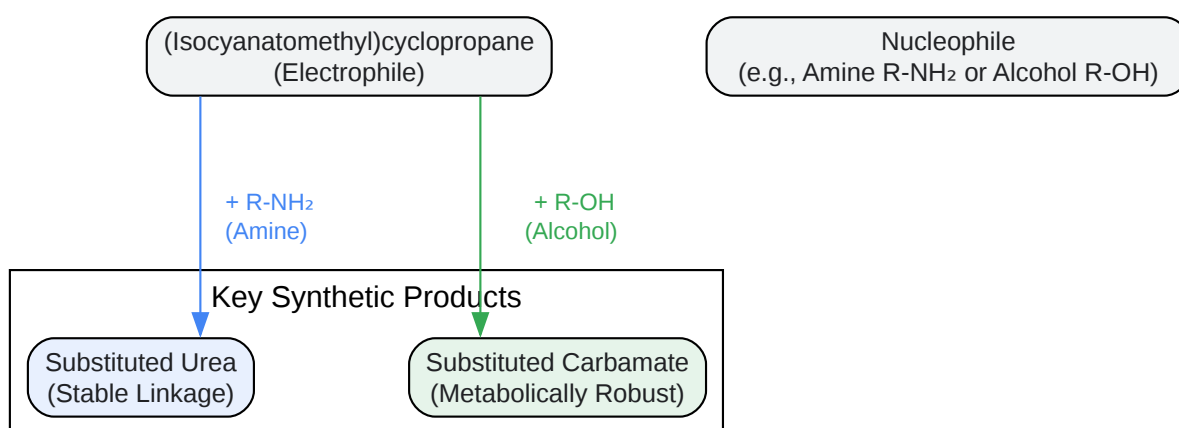 (Isocyanatomethyl)cyclopropane
(Electrophile)
Nucleophile
(e.g., Amine R-NH₂ or Alcohol R-OH)
+ R-NH₂
(Amine)
+ R-OH
(Alcohol)
Key Synthetic Products
Substituted Urea
(Stable Linkage)
Substituted Carbamate
(Metabolically Robust)